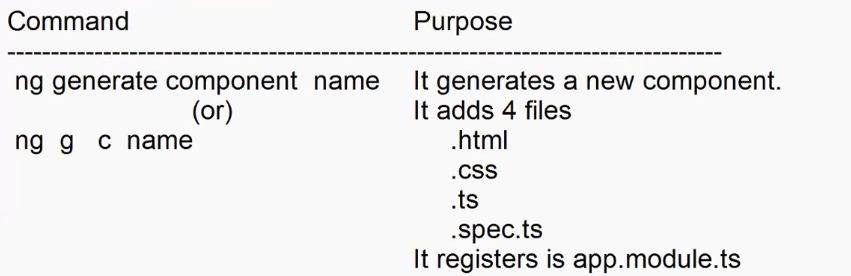 Command Purpose
--------------------------------------------------------------------------------
ng generate component name It generates a new component.
(or) It adds 4 files
ng g c name .html
.css
.ts
.spec.ts
It registers is app.module.ts